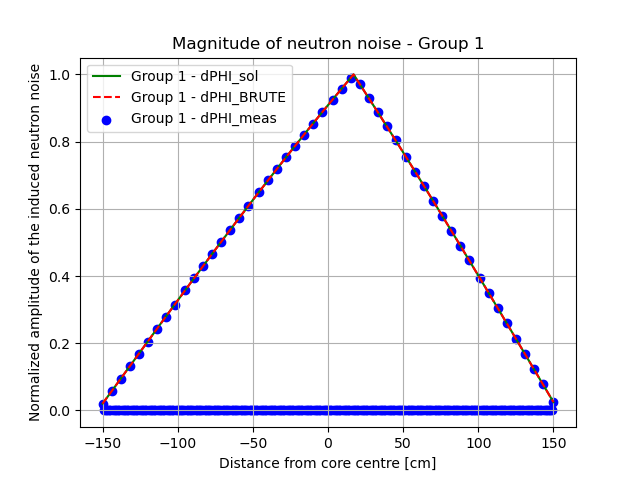 Magnitude of neutron noise - Group 1
Normalized amplitude of the induced neutron noise
1.0
0.8
0.6
0.4
0.2
0.0
Group 1 - dPHI_sol
Group 1 - dPHI_BRUTE
Group 1 - dPHI_meas
−150
−100
−50
0
50
100
150
Distance from core centre [cm]